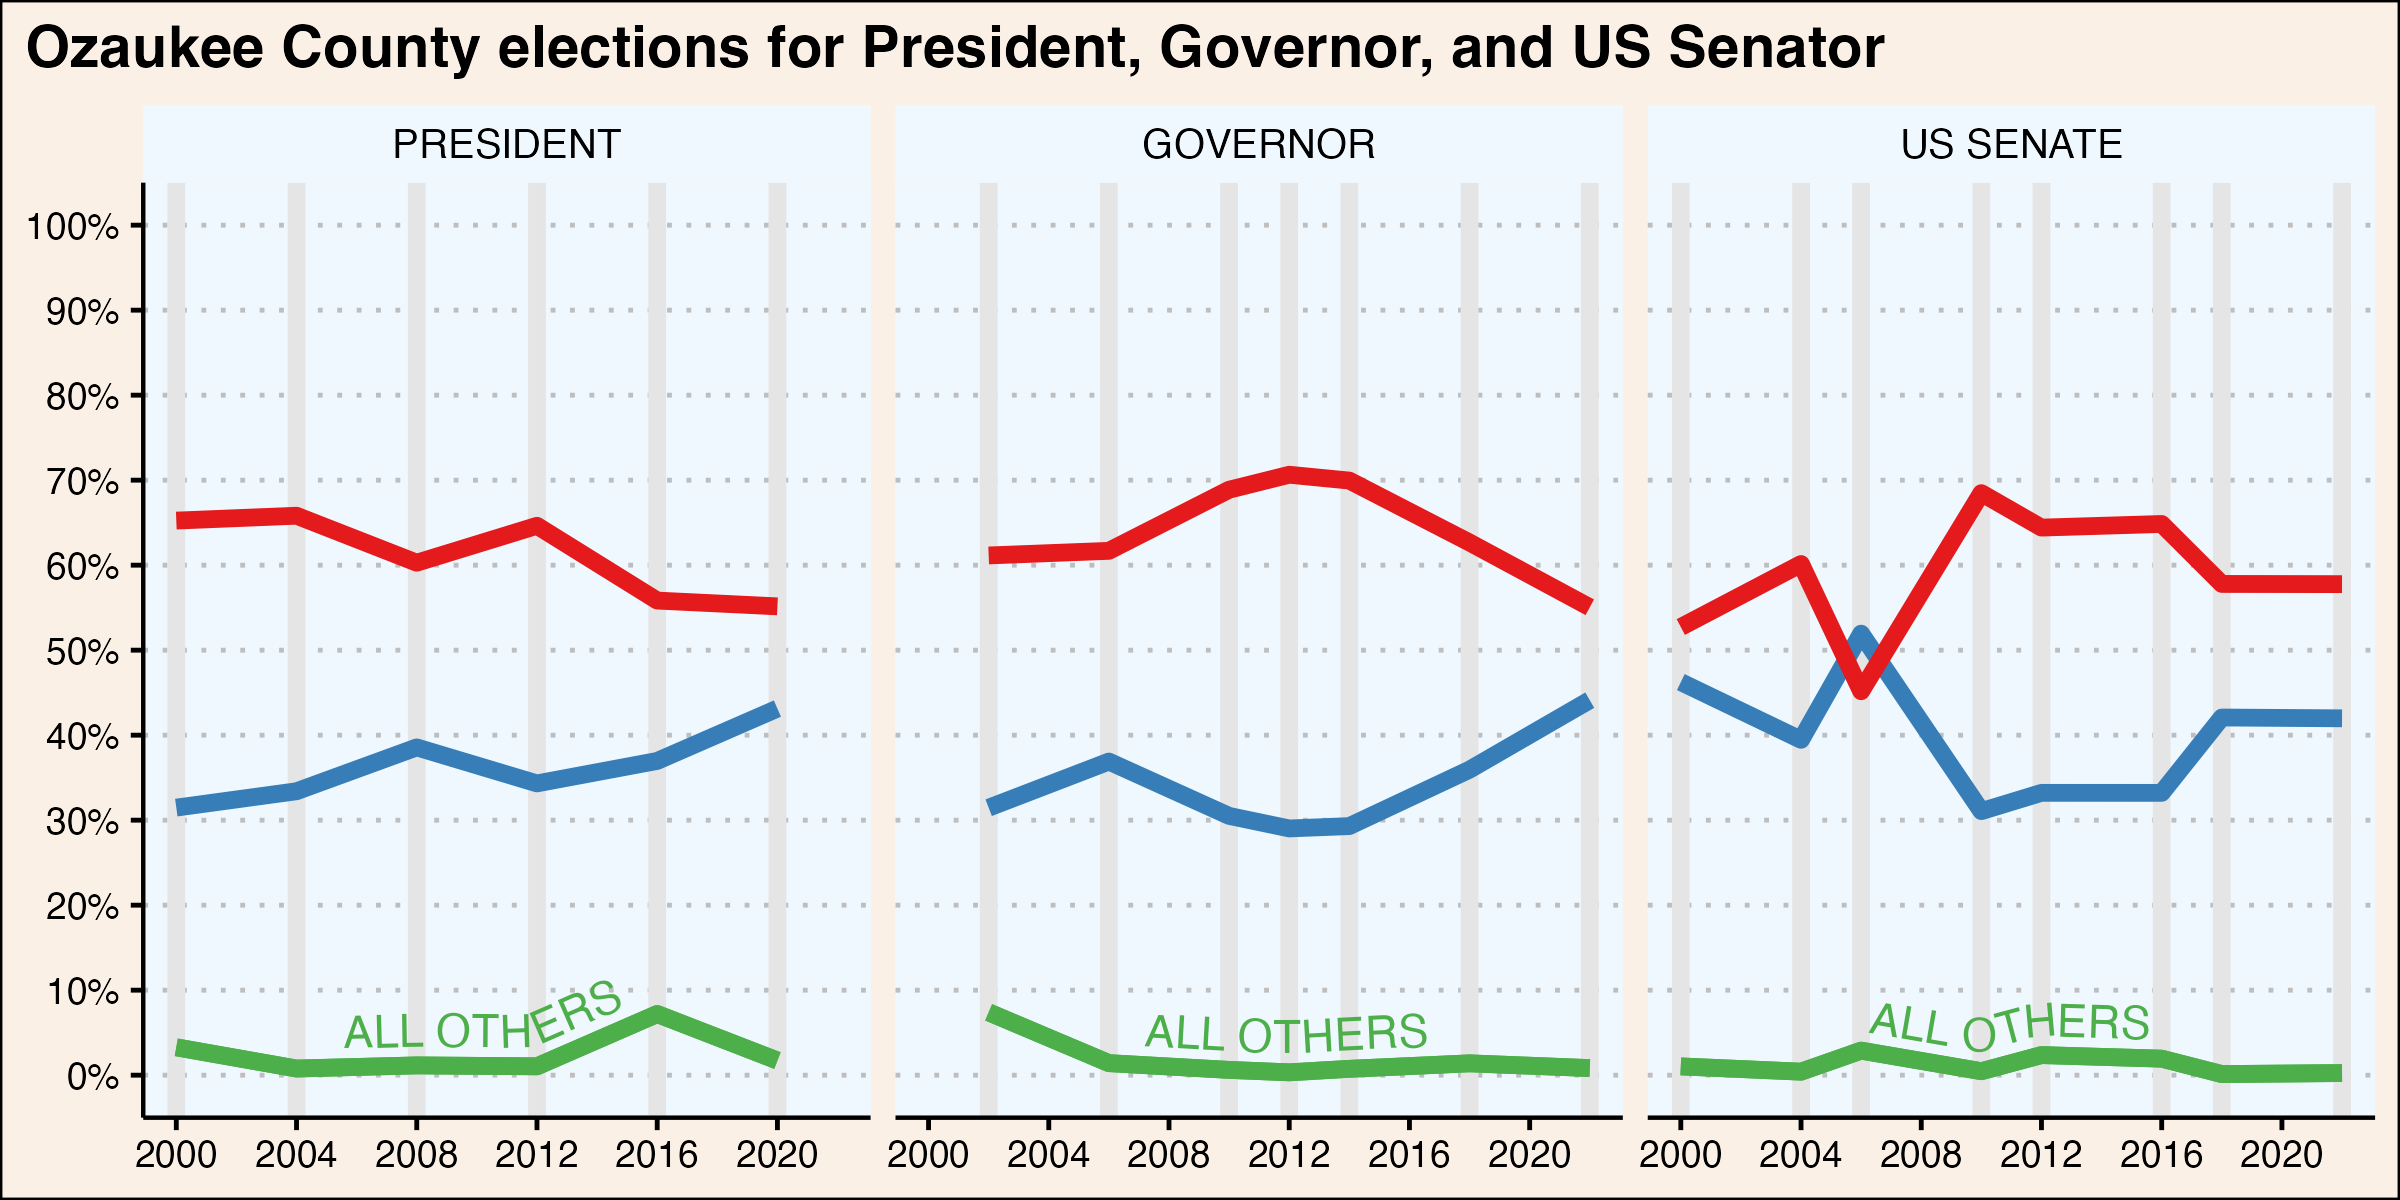 Ozaukee County elections for President, Governor, and US Senator
PRESIDENT GOVERNOR US SENATE
100%
90%
80%
70%
60%
50%
40%
30%
20%
10%
0%
ALL OTHERS ALL OTHERS ALL OTHERS
2000 2004 2008 2012 2016 2020 2000 2004 2008 2012 2016 2020 2000 2004 2008 2012 2016 2020